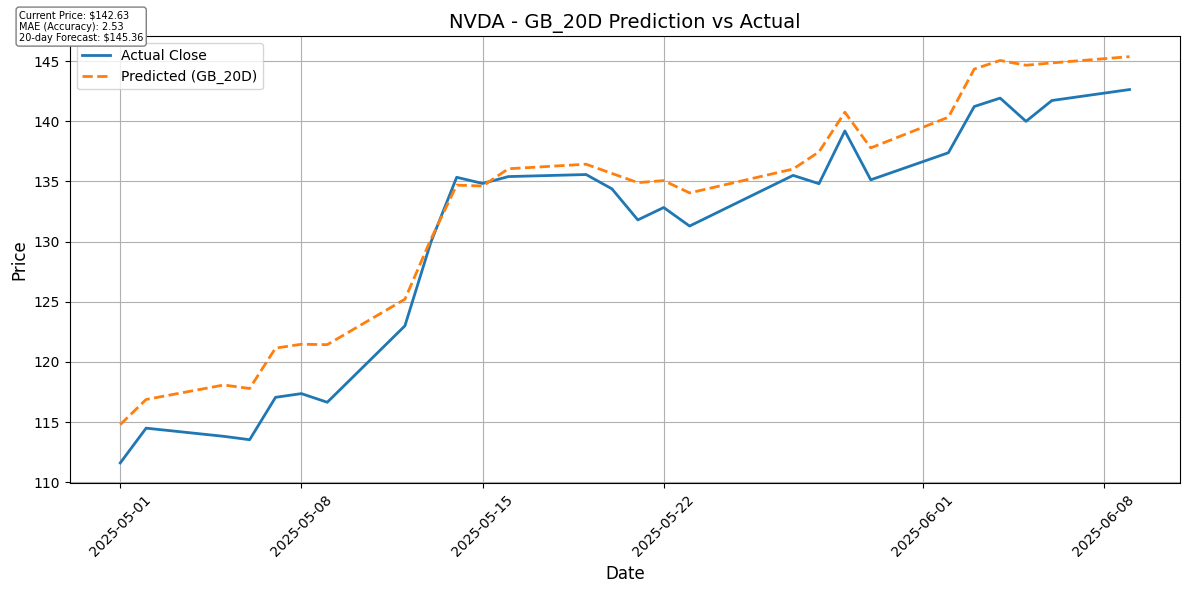 Current Price: $142.63
MAE (Accuracy): 2.53
20-day Forecast: $145.36
NVDA - GB_20D Prediction vs Actual
Actual Close
Predicted (GB_20D)
Price
145
140
135
130
125
120
115
110
2025-05-01
2025-05-08
2025-05-15
2025-05-22
2025-06-01
2025-06-08
Date